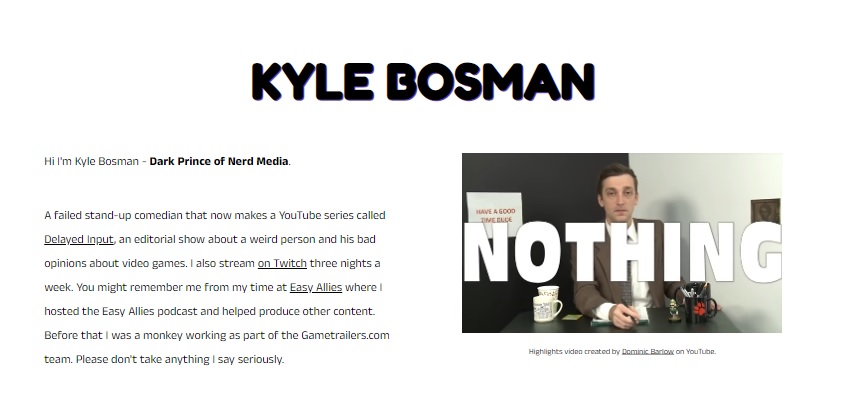 KYLE BOSMAN
Hi I'm Kyle Bosman - Dark Prince of Nerd Media.
A failed stand-up comedian that now makes a YouTube series called
Delayed Input, an editorial show about a weird person and his bad
opinions about video games. I also stream on Twitch three nights a
week. You might remember me from my time at Easy Allies where I
hosted the Easy Allies podcast and helped produce other content.
Before that I was a monkey working as part of the Gametrailers.com
team. Please don't take anything I say seriously.
HAVE A GOOD
TIME DUDE
NOTHING
Highlights video created by Dominic Barlow on YouTube.